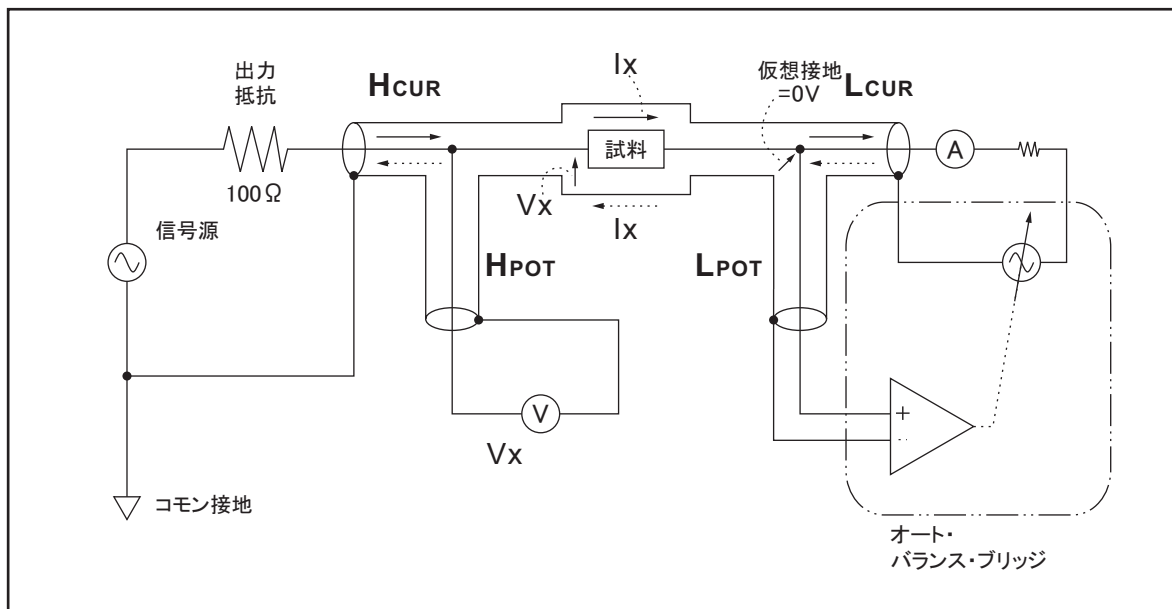 出力
抵抗
100Ω
信号源
コモン接地
HCUR
Ix
試料
Vx
Ix
仮想接地
=0V
LCUR
A
HPOT
LPOT
V
Vx
+
-
オート・
バランス・ブリッジ